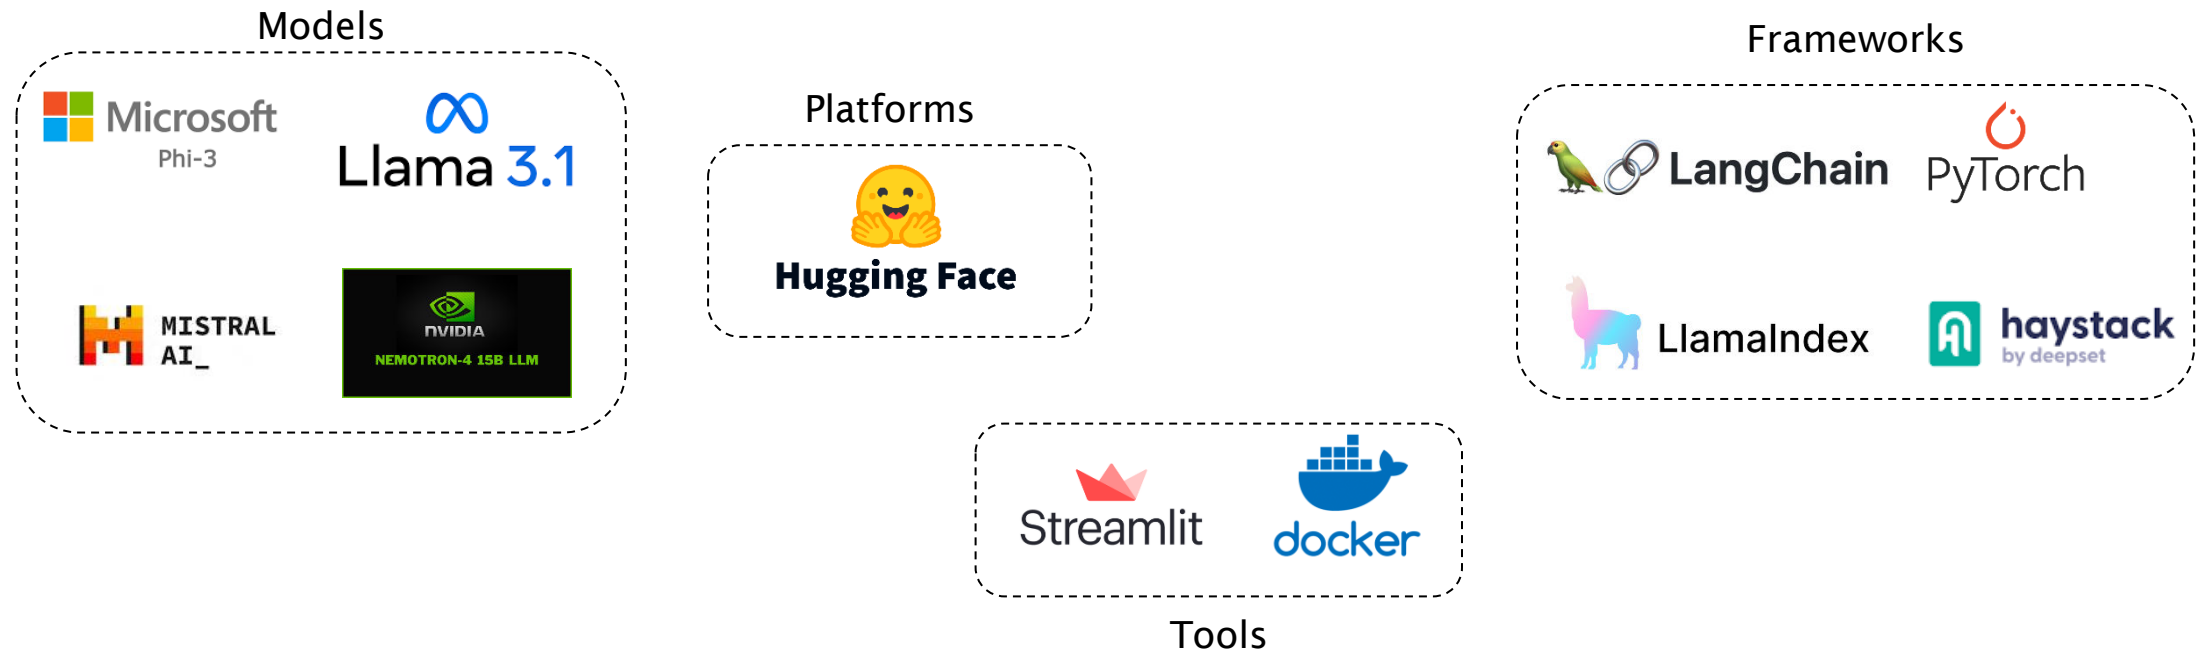 Models
Microsoft
Phi-3
Llama 3.1
MISTRAL
AI_
NVIDIA
NEMOTRON-4 15B LLM
Platforms
Hugging Face
Frameworks
LangChain
PyTorch
LlamaIndex
haystack
by deepset
Streamlit
docker
Tools